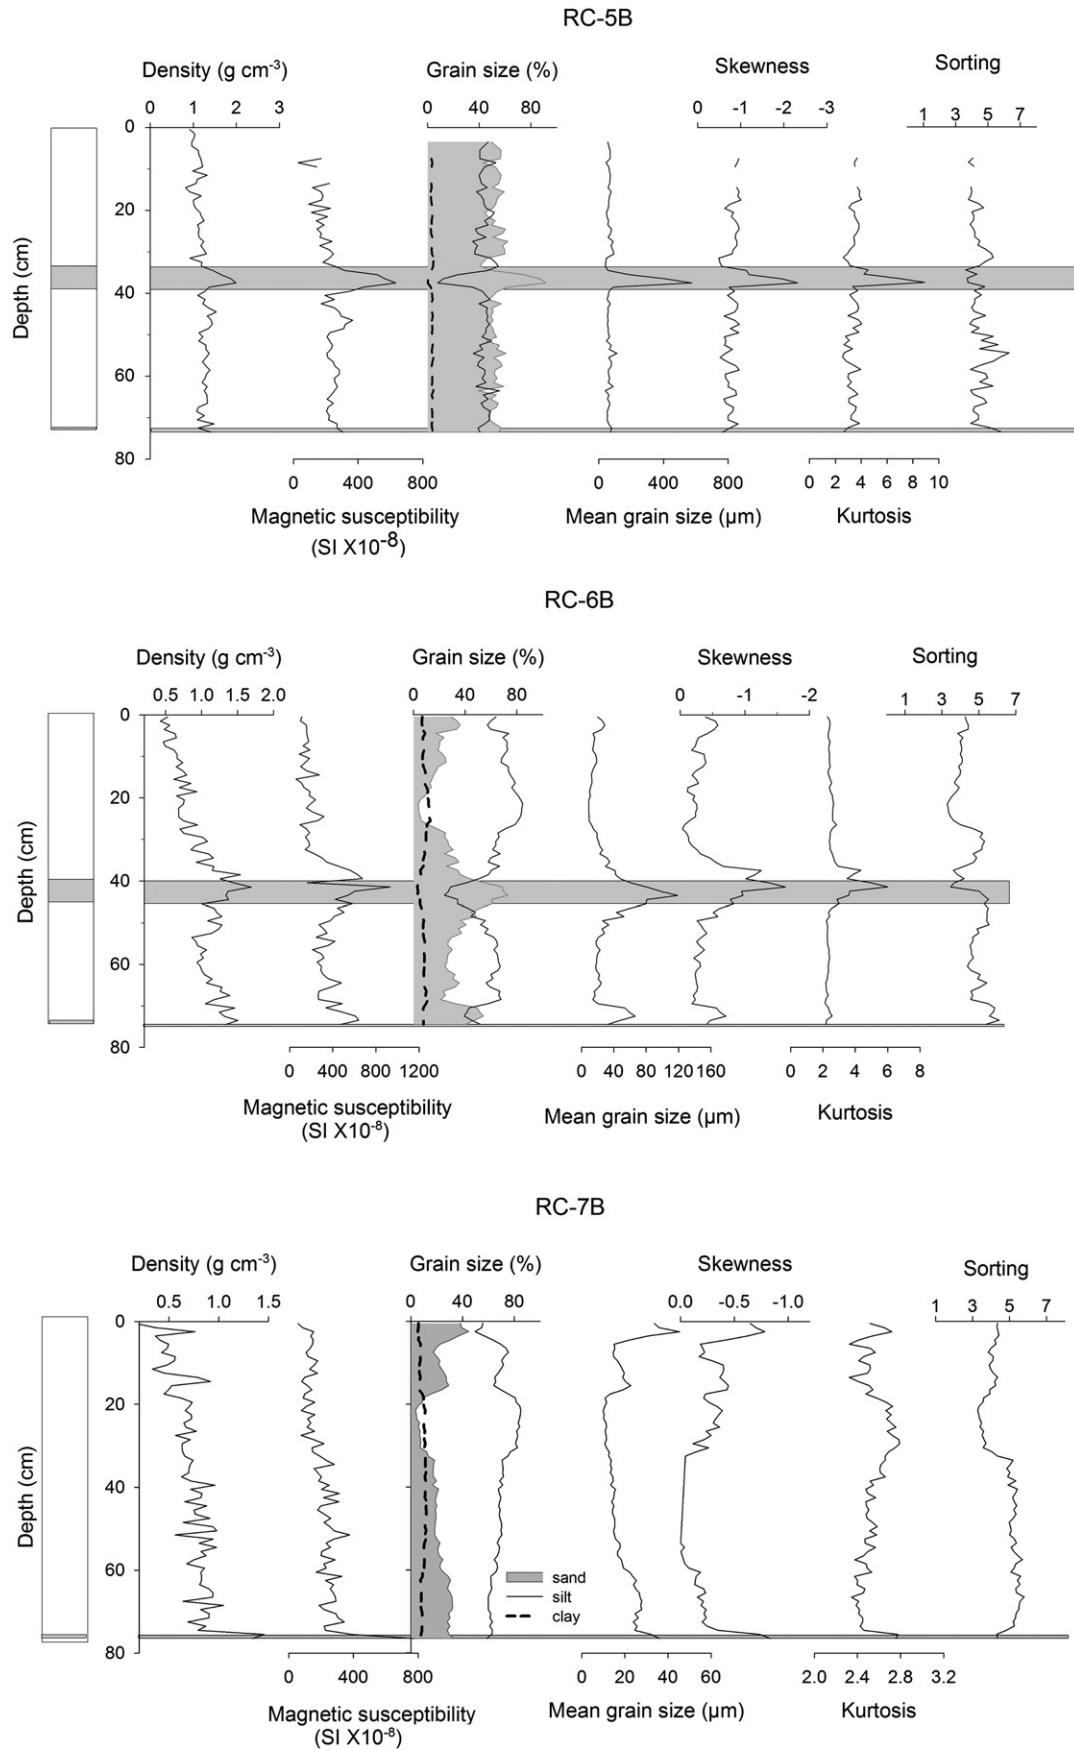 RC-5B
Density (g cm-3)
Grain size (%)
Skewness
Sorting
0 1 2 3
0 40 80
0 -1 -2 -3
1 3 5 7
0
20
40
60
80
Depth (cm)
0 400 800
0 400 800
0 2 4 6 8 10
Magnetic susceptibility
(SI X10-8)
Mean grain size (µm)
Kurtosis
RC-6B
Density (g cm-3)
Grain size (%)
Skewness
Sorting
0.5 1.0 1.5 2.0
0 40 80
0 -1 -2
1 3 5 7
0
20
40
60
80
Depth (cm)
0 400 800 1200
0 40 80 120 160
0 2 4 6 8
Magnetic susceptibility
(SI X10-8)
Mean grain size (µm)
Kurtosis
RC-7B
Density (g cm-3)
Grain size (%)
Skewness
Sorting
0.5 1.0 1.5
0 40 80
0.0 -0.5 -1.0
1 3 5 7
0
20
40
60
80
Depth (cm)
sand
silt
clay
0 400 800
0 20 40 60
2.0 2.4 2.8 3.2
Magnetic susceptibility
(SI X10-8)
Mean grain size (µm)
Kurtosis